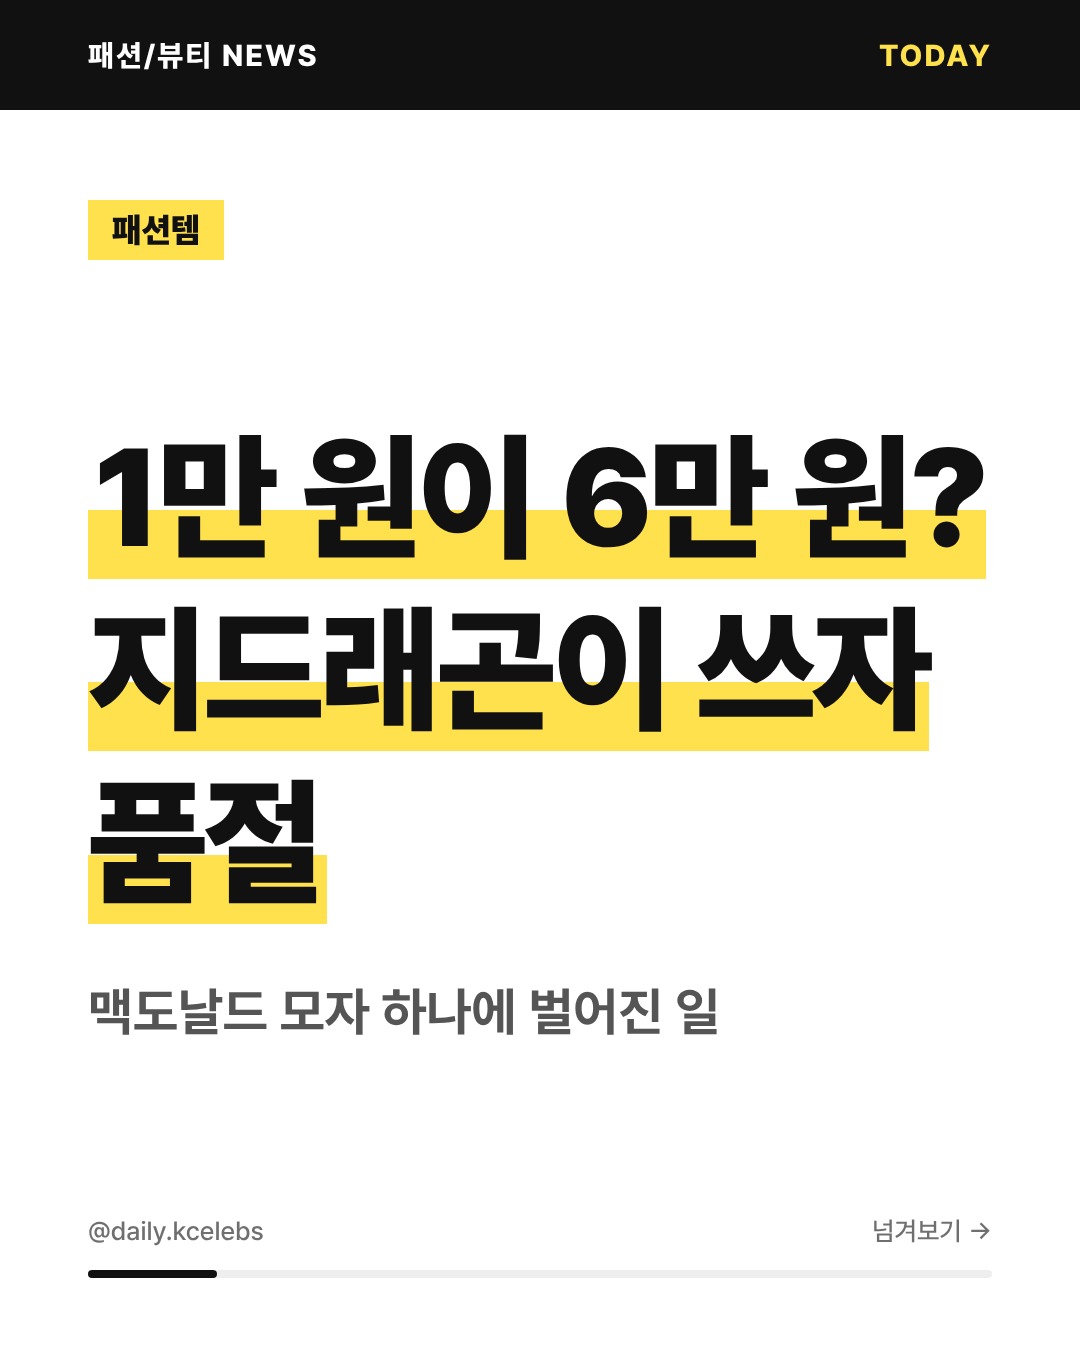 패션/뷰티 NEWS
TODAY
패션템
1만 원이 6만 원?
지드래곤이 쓰자
품절
맥도날드 모자 하나에 벌어진 일
@daily.kcelebs
넘겨보기 →